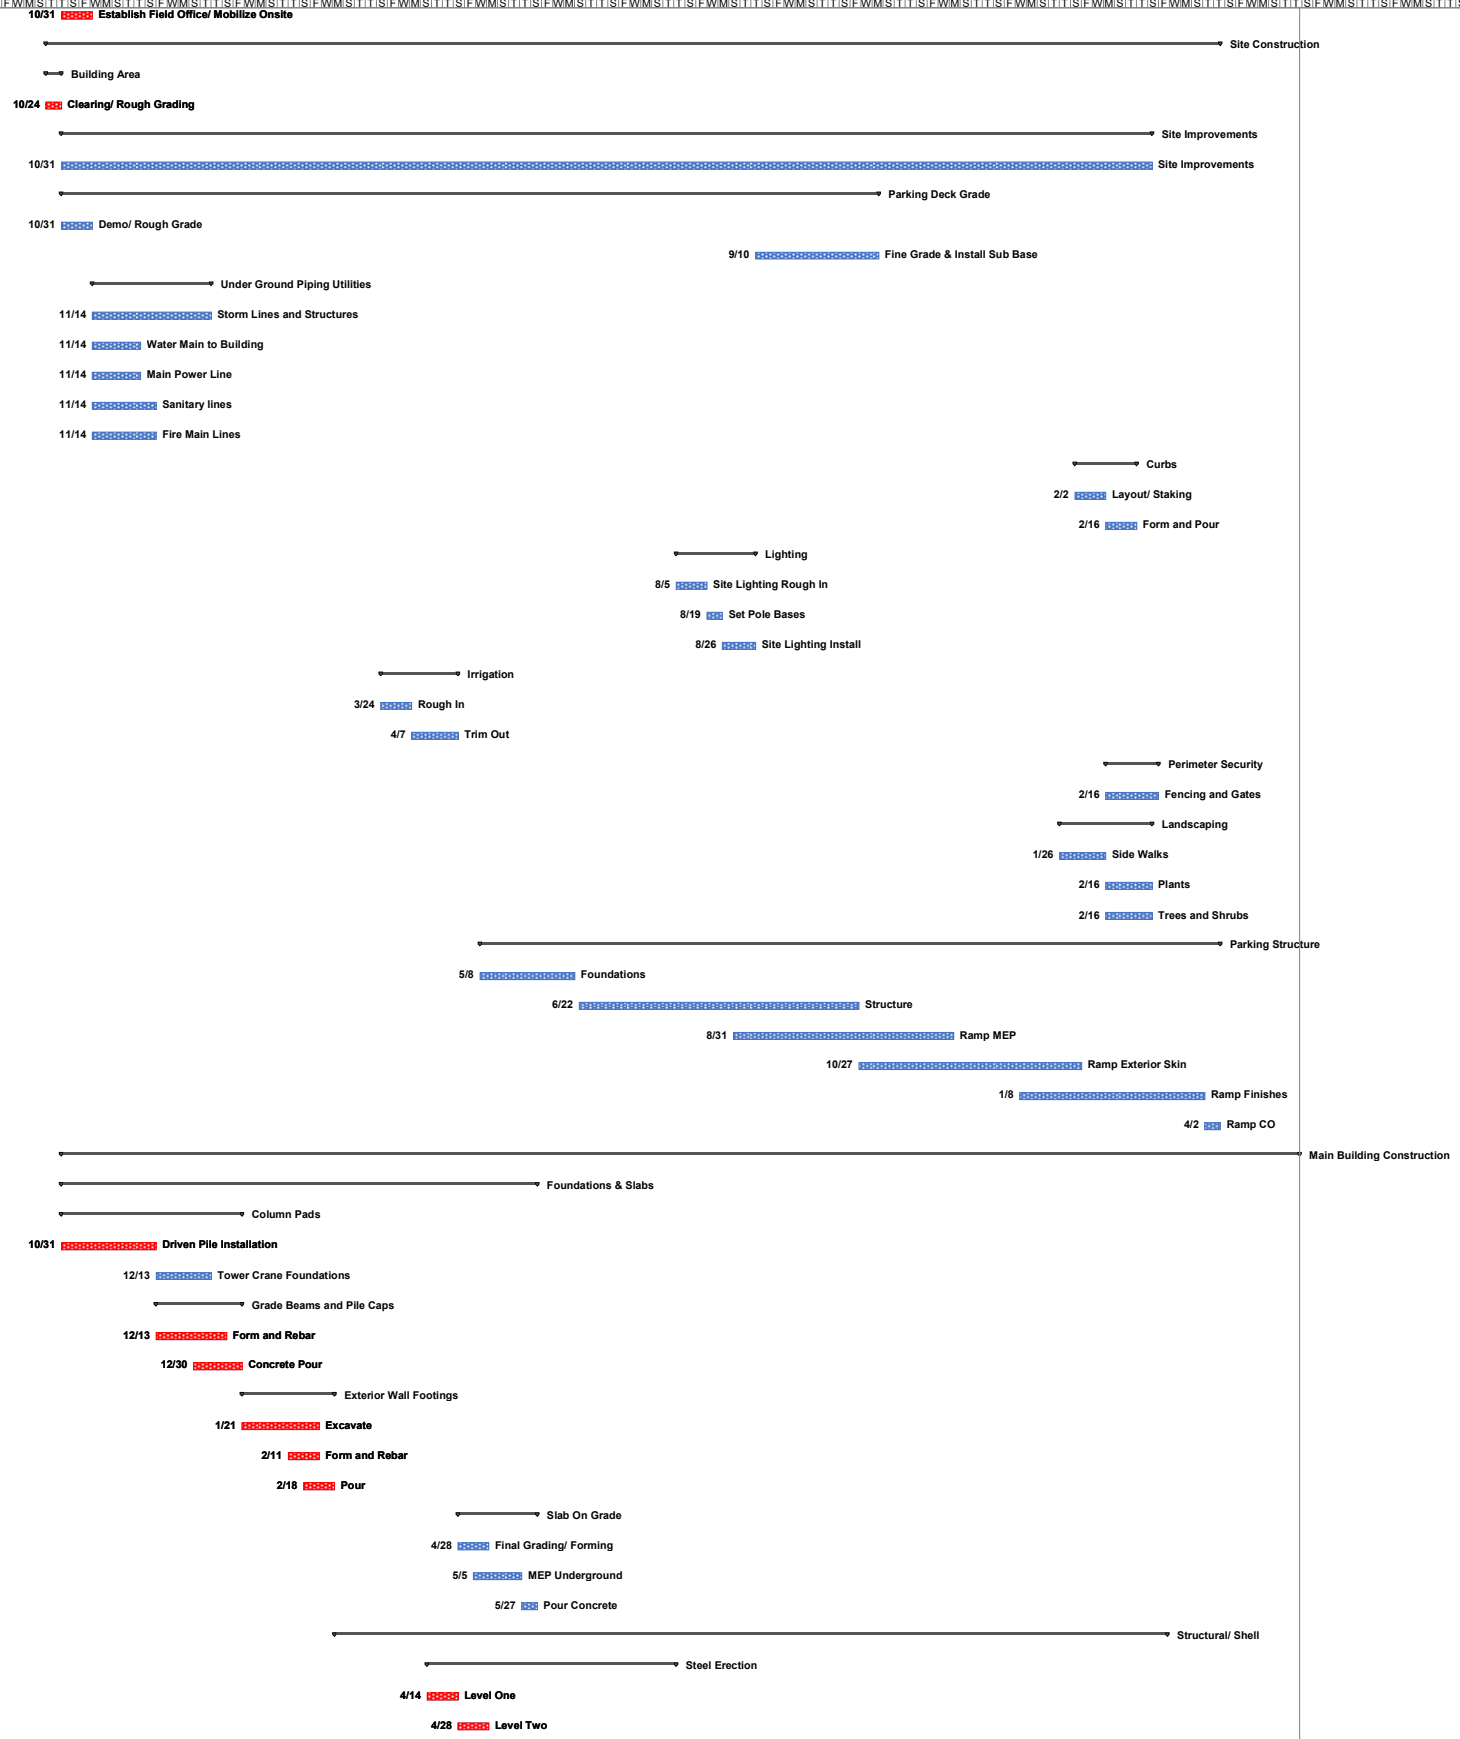 10/31 Establish Field Office/ Mobilize Onsite
Site Construction
Building Area
10/24 Clearing/ Rough Grading
Site Improvements
10/31 Site Improvements
Parking Deck Grade
10/31 Demo/ Rough Grade
9/10 Fine Grade & Install Sub Base
Under Ground Piping Utilities
11/14 Storm Lines and Structures
11/14 Water Main to Building
11/14 Main Power Line
11/14 Sanitary lines
11/14 Fire Main Lines
Curbs
2/2 Layout/ Staking
2/16 Form and Pour
Lighting
8/5 Site Lighting Rough In
8/19 Set Pole Bases
8/26 Site Lighting Install
Irrigation
3/24 Rough In
4/7 Trim Out
Perimeter Security
2/16 Fencing and Gates
Landscaping
1/26 Side Walks
2/16 Plants
2/16 Trees and Shrubs
Parking Structure
5/8 Foundations
6/22 Structure
8/31 Ramp MEP
10/27 Ramp Exterior Skin
1/8 Ramp Finishes
4/2 Ramp CO
Main Building Construction
Foundations & Slabs
Column Pads
10/31 Driven Pile Installation
12/13 Tower Crane Foundations
Grade Beams and Pile Caps
12/13 Form and Rebar
12/30 Concrete Pour
Exterior Wall Footings
1/21 Excavate
2/11 Form and Rebar
2/18 Pour
Slab On Grade
4/28 Final Grading/ Forming
5/5 MEP Underground
5/27 Pour Concrete
Structural/ Shell
Steel Erection
4/14 Level One
4/28 Level Two